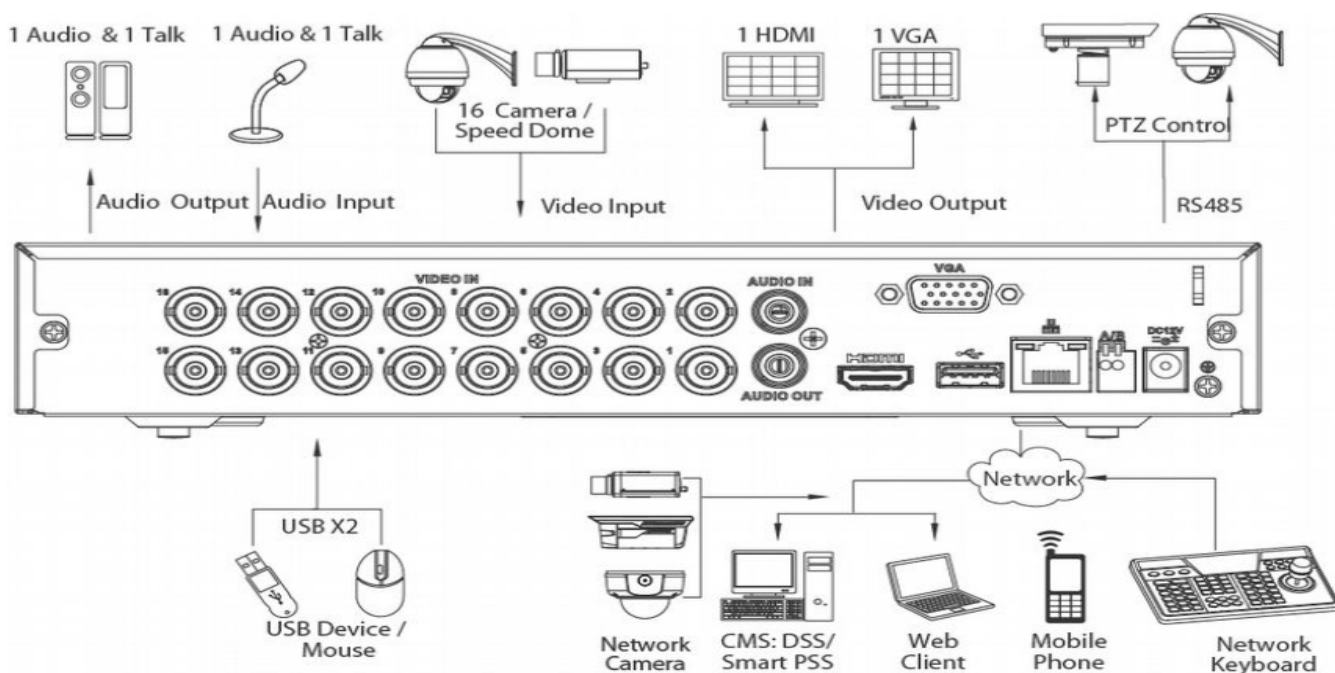 1 Audio & 1 Talk
1 Audio & 1 Talk
16 Camera /
Speed Dome
1 HDMI
1 VGA
PTZ Control
Audio Output
Audio Input
Video Input
Video Output
RS485
VIDEO IN
16 14 12 10 8 6 4 2
AUDIO IN
VGA
15 13 11 9 7 5 3 1
AUDIO OUT
HDMI
A/B
DC12V
USB X2
USB Device /
Mouse
Network
Network
Camera
CMS: DSS/
Smart PSS
Web
Client
Mobile
Phone
Network
Keyboard